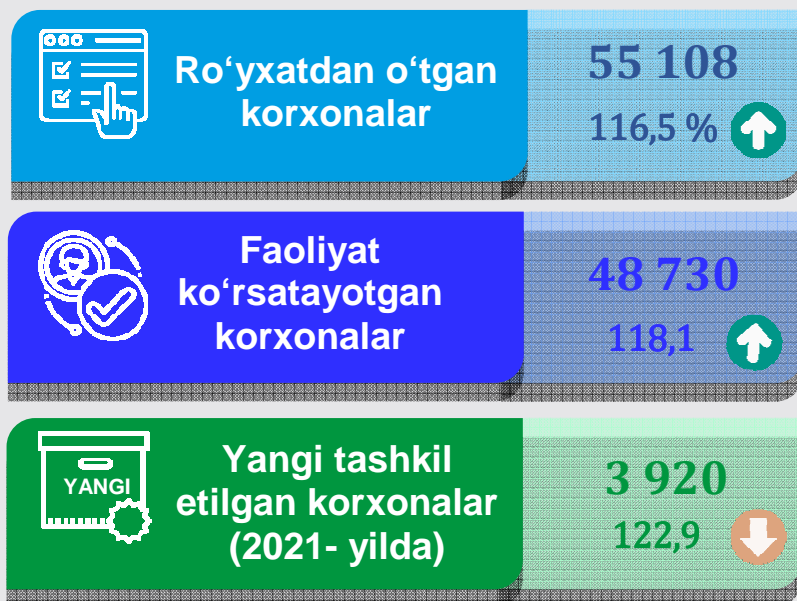 Ro‘yxatdan o‘tgan
korxonalar
55 108
116,5 %
Faoliyat
ko‘rsatayotgan
korxonalar
48 730
118,1
YANGI
Yangi tashkil
etilgan korxonalar
(2021- yilda)
3 920
122,9